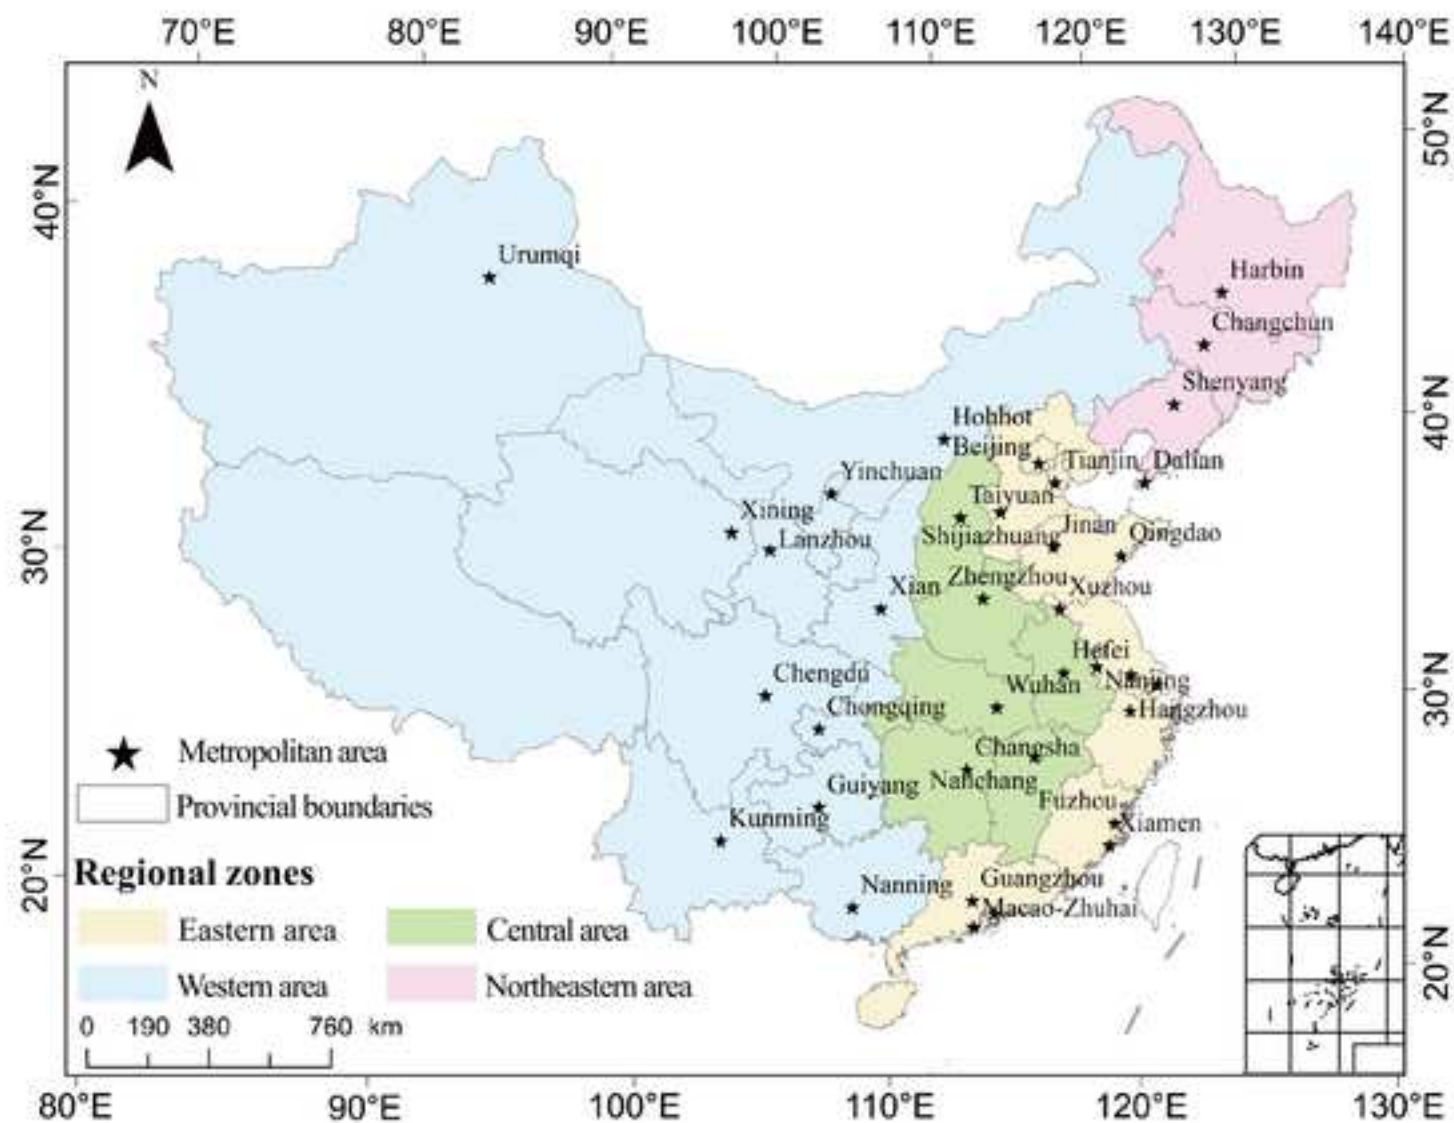 70°E 80°E 90°E 100°E 110°E 120°E 130°E 140°E
N
50°N
40°N
Urumqi
Harbin
Changchun
Shenyang
40°N
Hohhot
Beijing
Tianjin
Dalian
Yinchuan
Taiyuan
Xining
Jinan
Qingdao
Lanzhou
Shijiazhuang
30°N
Xian
Zhengzhou
Xuzhou
Hefei
Chengdu
Wuhan
Nanjing
30°N
Chongqing
Hangzhou
Metropolitan area
Changsha
Guiyang
Nanchang
Provincial boundaries
Fuzhou
Kunming
Xiamen
20°N
Regional zones
Nanning
Guangzhou
Macao-Zhuhai
Eastern area
Central area
20°N
Western area
Northeastern area
0 190 380 760 km
80°E 90°E 100°E 110°E 120°E 130°E